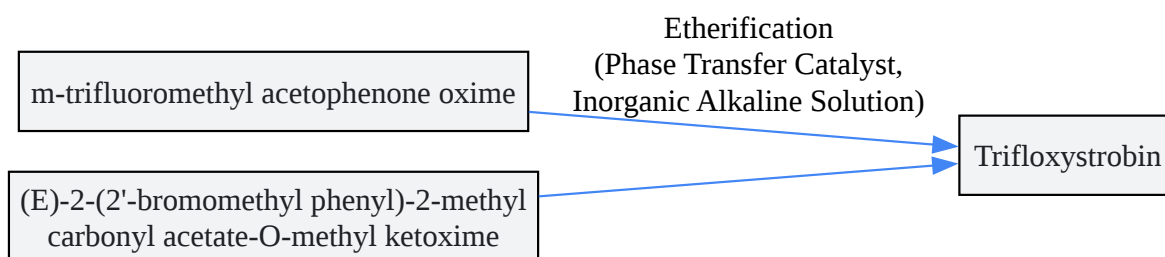 Etherification
(Phase Transfer Catalyst,
Inorganic Alkaline Solution)
m-trifluoromethyl acetophenone oxime
Trifloxystrobin
(E)-2-(2'-bromomethyl phenyl)-2-methyl
carbonyl acetate-O-methyl ketoxime